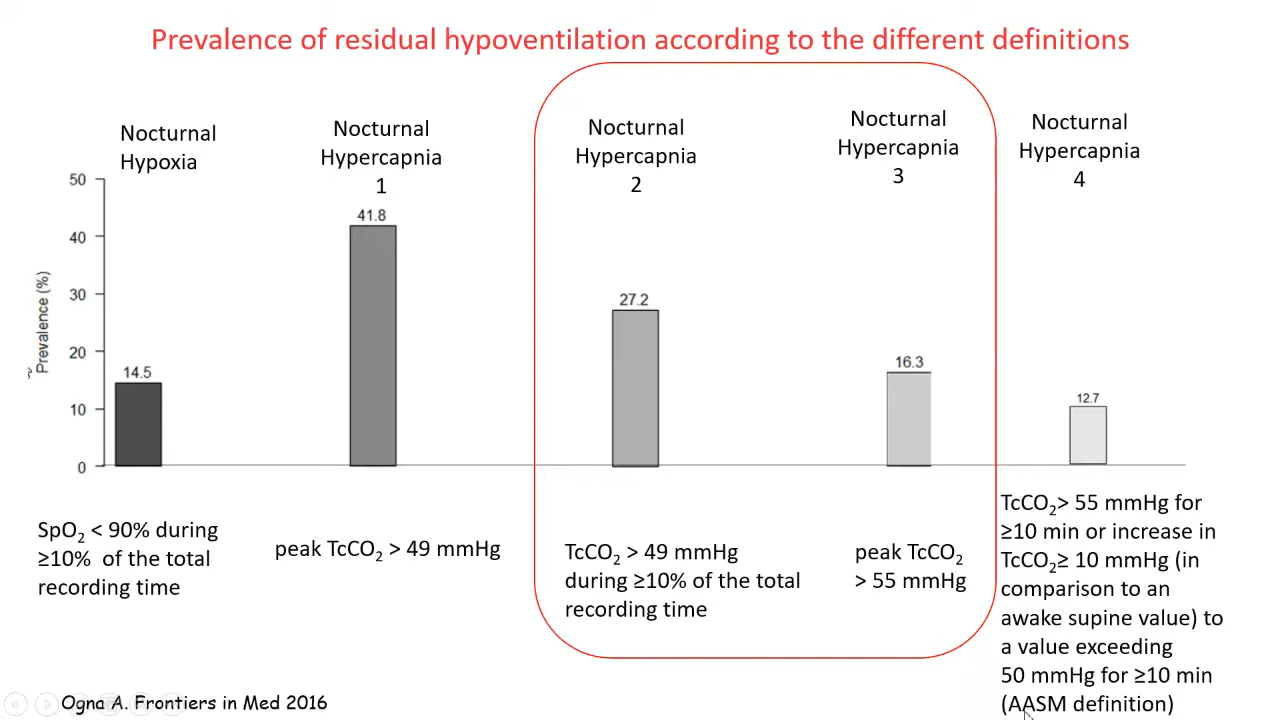 Prevalence of residual hypoventilation according to the different definitions
Nocturnal
Hypoxia
Nocturnal
Hypercapnia
1
Nocturnal
Hypercapnia
2
Nocturnal
Hypercapnia
3
Nocturnal
Hypercapnia
4
Prevalence (%)
50
40
30
20
10
0
14.5
41.8
27.2
16.3
12.7
SpO₂ < 90% during
≥10% of the total
recording time
peak TcCO₂ > 49 mmHg
TcCO₂ > 49 mmHg
during ≥10% of the total
recording time
peak TcCO₂
> 55 mmHg
TcCO₂> 55 mmHg for
≥10 min or increase in
TcCO₂≥ 10 mmHg (in
comparison to an
awake supine value) to
a value exceeding
50 mmHg for ≥10 min
(AASM definition)
Ogna A. Frontiers in Med 2016